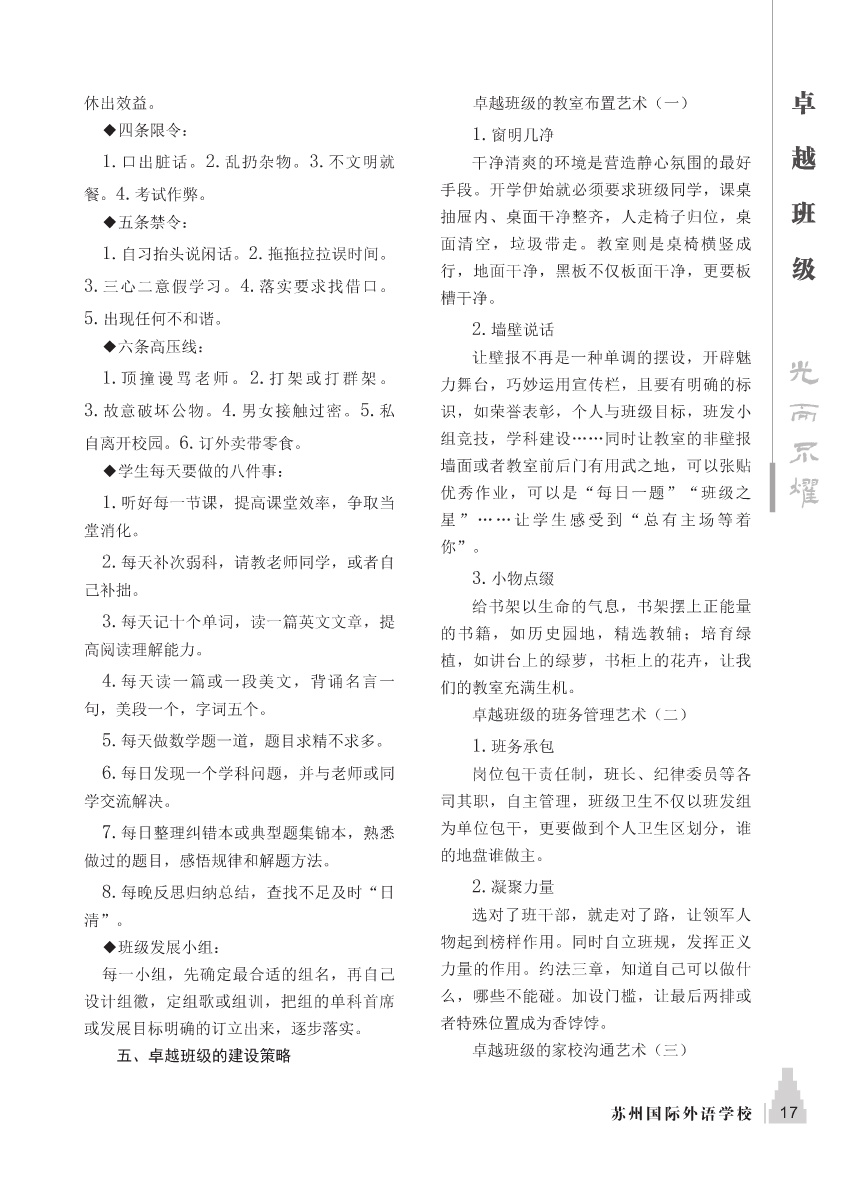 休出效益。
◆四条限令：
1. 口出脏话。2. 乱扔杂物。3. 不文明就
餐。4. 考试作弊。
◆五条禁令：
1. 自习抬头说闲话。2. 拖拖拉拉误时间。
3. 三心二意假学习。4. 落实要求找借口。
5. 出现任何不和谐。
◆六条高压线：
1. 顶撞谩骂老师。2. 打架或打群架。
3. 故意破坏公物。4. 男女接触过密。5. 私
自离开校园。6. 订外卖带零食。
◆学生每天要做的八件事：
1. 听好每一节课，提高课堂效率，争取当
堂消化。
2. 每天补次弱科，请教老师同学，或者自
己补拙。
3. 每天记十个单词，读一篇英文文章，提
高阅读理解能力。
4. 每天读一篇或一段美文，背诵名言一
句，美段一个，字词五个。
5. 每天做数学题一道，题目求精不求多。
6. 每日发现一个学科问题，并与老师或同
学交流解决。
7. 每日整理纠错本或典型题集锦本，熟悉
做过的题目，感悟规律和解题方法。
8. 每晚反思归纳总结，查找不足及时“日
清”。
◆班级发展小组：
每一小组，先确定最合适的组名，再自己
设计组徽，定组歌或组训，把组的单科首席
或发展目标明确的订立出来，逐步落实。
五、卓越班级的建设策略
卓越班级的教室布置艺术（一）
1. 窗明几净
干净清爽的环境是营造静心氛围的最好
手段。开学伊始就必须要求班级同学，课桌
抽屉内、桌面干净整齐，人走椅子归位，桌
面清空，垃圾带走。教室则是桌椅横竖成
行，地面干净，黑板不仅板面干净，更要板
槽干净。
2. 墙壁说话
让壁报不再是一种单调的摆设，开辟魅
力舞台，巧妙运用宣传栏，且要有明确的标
识，如荣誉表彰，个人与班级目标，班发小
组竞技，学科建设……同时让教室的非壁报
墙面或者教室前后门有用武之地，可以张贴
优秀作业，可以是“每日一题”“班级之
星”……让学生感受到“总有主场等着
你”。
3. 小物点缀
给书架以生命的气息，书架摆上正能量
的书籍，如历史园地，精选教辅；培育绿
植，如讲台上的绿萝，书柜上的花卉，让我
们的教室充满生机。
卓越班级的班务管理艺术（二）
1. 班务承包
岗位包干责任制，班长、纪律委员等各
司其职，自主管理，班级卫生不仅以班发组
为单位包干，更要做到个人卫生区划分，谁
的地盘谁做主。
2. 凝聚力量
选对了班干部，就走对了路，让领军人
物起到榜样作用。同时自立班规，发挥正义
力量的作用。约法三章，知道自己可以做什
么，哪些不能碰。加设门槛，让最后两排或
者特殊位置成为香饽饽。
卓越班级的家校沟通艺术（三）
卓越班级
光而不耀
苏州国际外语学校
17